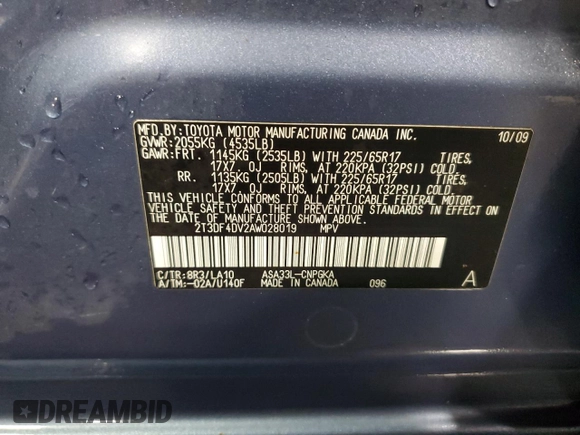 MFD.BY:TOYOTA MOTOR MANUFACTURING CANADA INC. 10/09
GVWR:2055KG (4535LB)
GAWR:FRT. 1145KG (2535LB) WITH 225/65R17 TIRES,
17X7 0J RIMS, AT 220KPA (32PSI) COLD.
RR. 1135KG (2505LB) WITH 225/65R17 TIRES,
17X7 0J RIMS, AT 220KPA (32PSI) COLD.
THIS VEHICLE CONFORMS TO ALL APPLICABLE FEDERAL MOTOR
VEHICLE SAFETY AND THEFT PREVENTION STANDARDS IN EFFECT ON
THE DATE OF MANUFACTURE SHOWN ABOVE.
2T3DF4DV2AW028019 MPV
C/TR:8R3/LA10 ASA33L-CNPGKA
A/TM:-02A/U140F MADE IN CANADA 096 A
DREAMBID